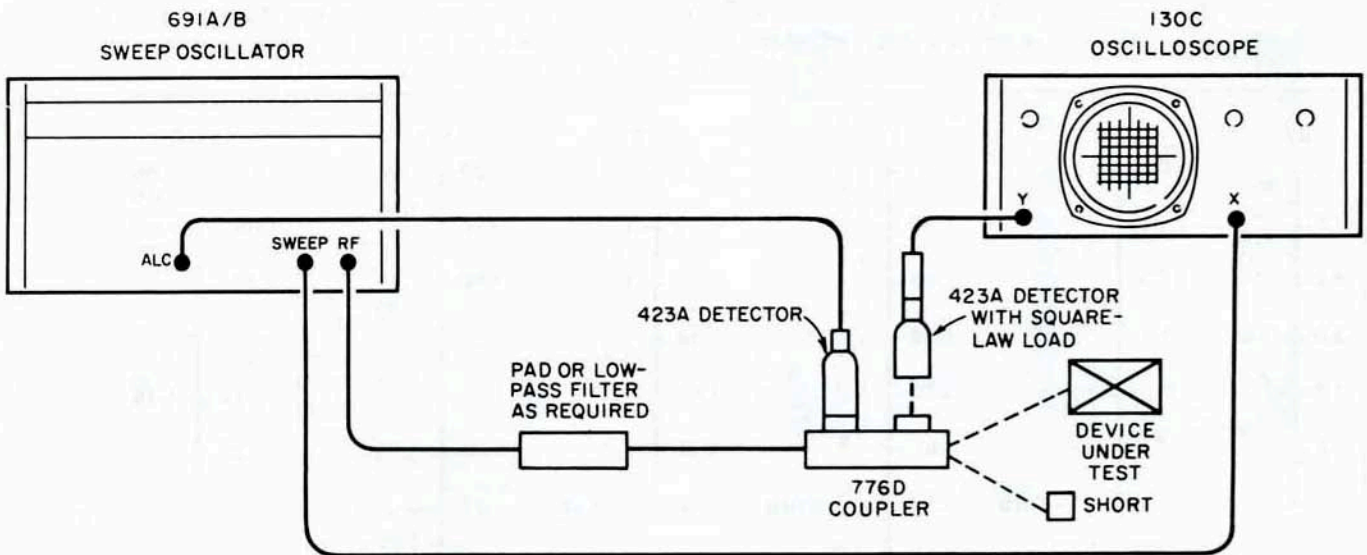 691A/B
SWEEP OSCILLATOR
130C
OSCILLOSCOPE
ALC
SWEEP RF
Y
X
423A DETECTOR
423A DETECTOR
WITH SQUARE-
LAW LOAD
PAD OR LOW-
PASS FILTER
AS REQUIRED
776D
COUPLER
DEVICE
UNDER
TEST
SHORT